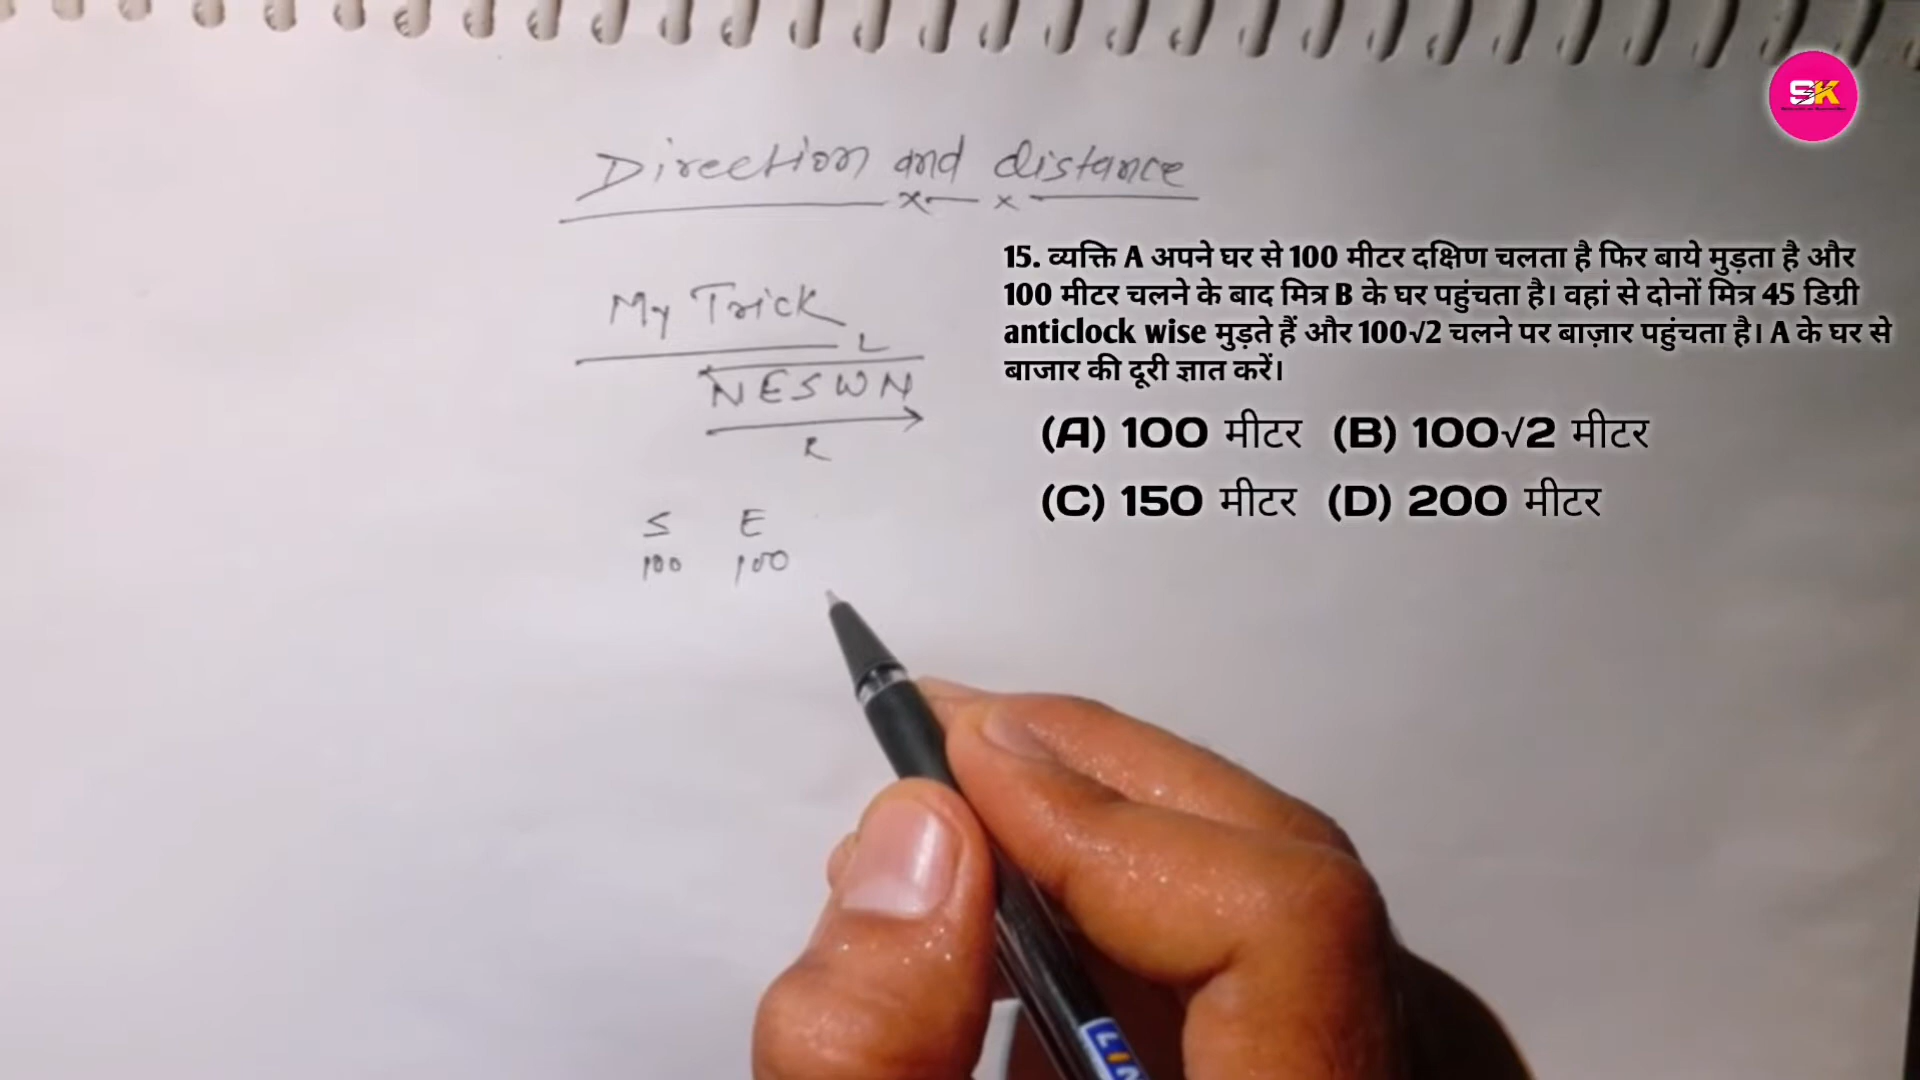 SK
Direction and distance
15. व्यक्ति A अपने घर से 100 मीटर दक्षिण चलता है फिर बाये मुड़ता है और
100 मीटर चलने के बाद मित्र B के घर पहुंचता है। वहां से दोनों मित्र 45 डिग्री
anticlock wise मुड़ते हैं और 100√2 चलने पर बाज़ार पहुंचता है। A के घर से
बाजार की दूरी ज्ञात करें।
(A) 100 मीटर (B) 100√2 मीटर
(C) 150 मीटर (D) 200 मीटर
My Trick
L
NESWN
R
S E
100 100
LIN